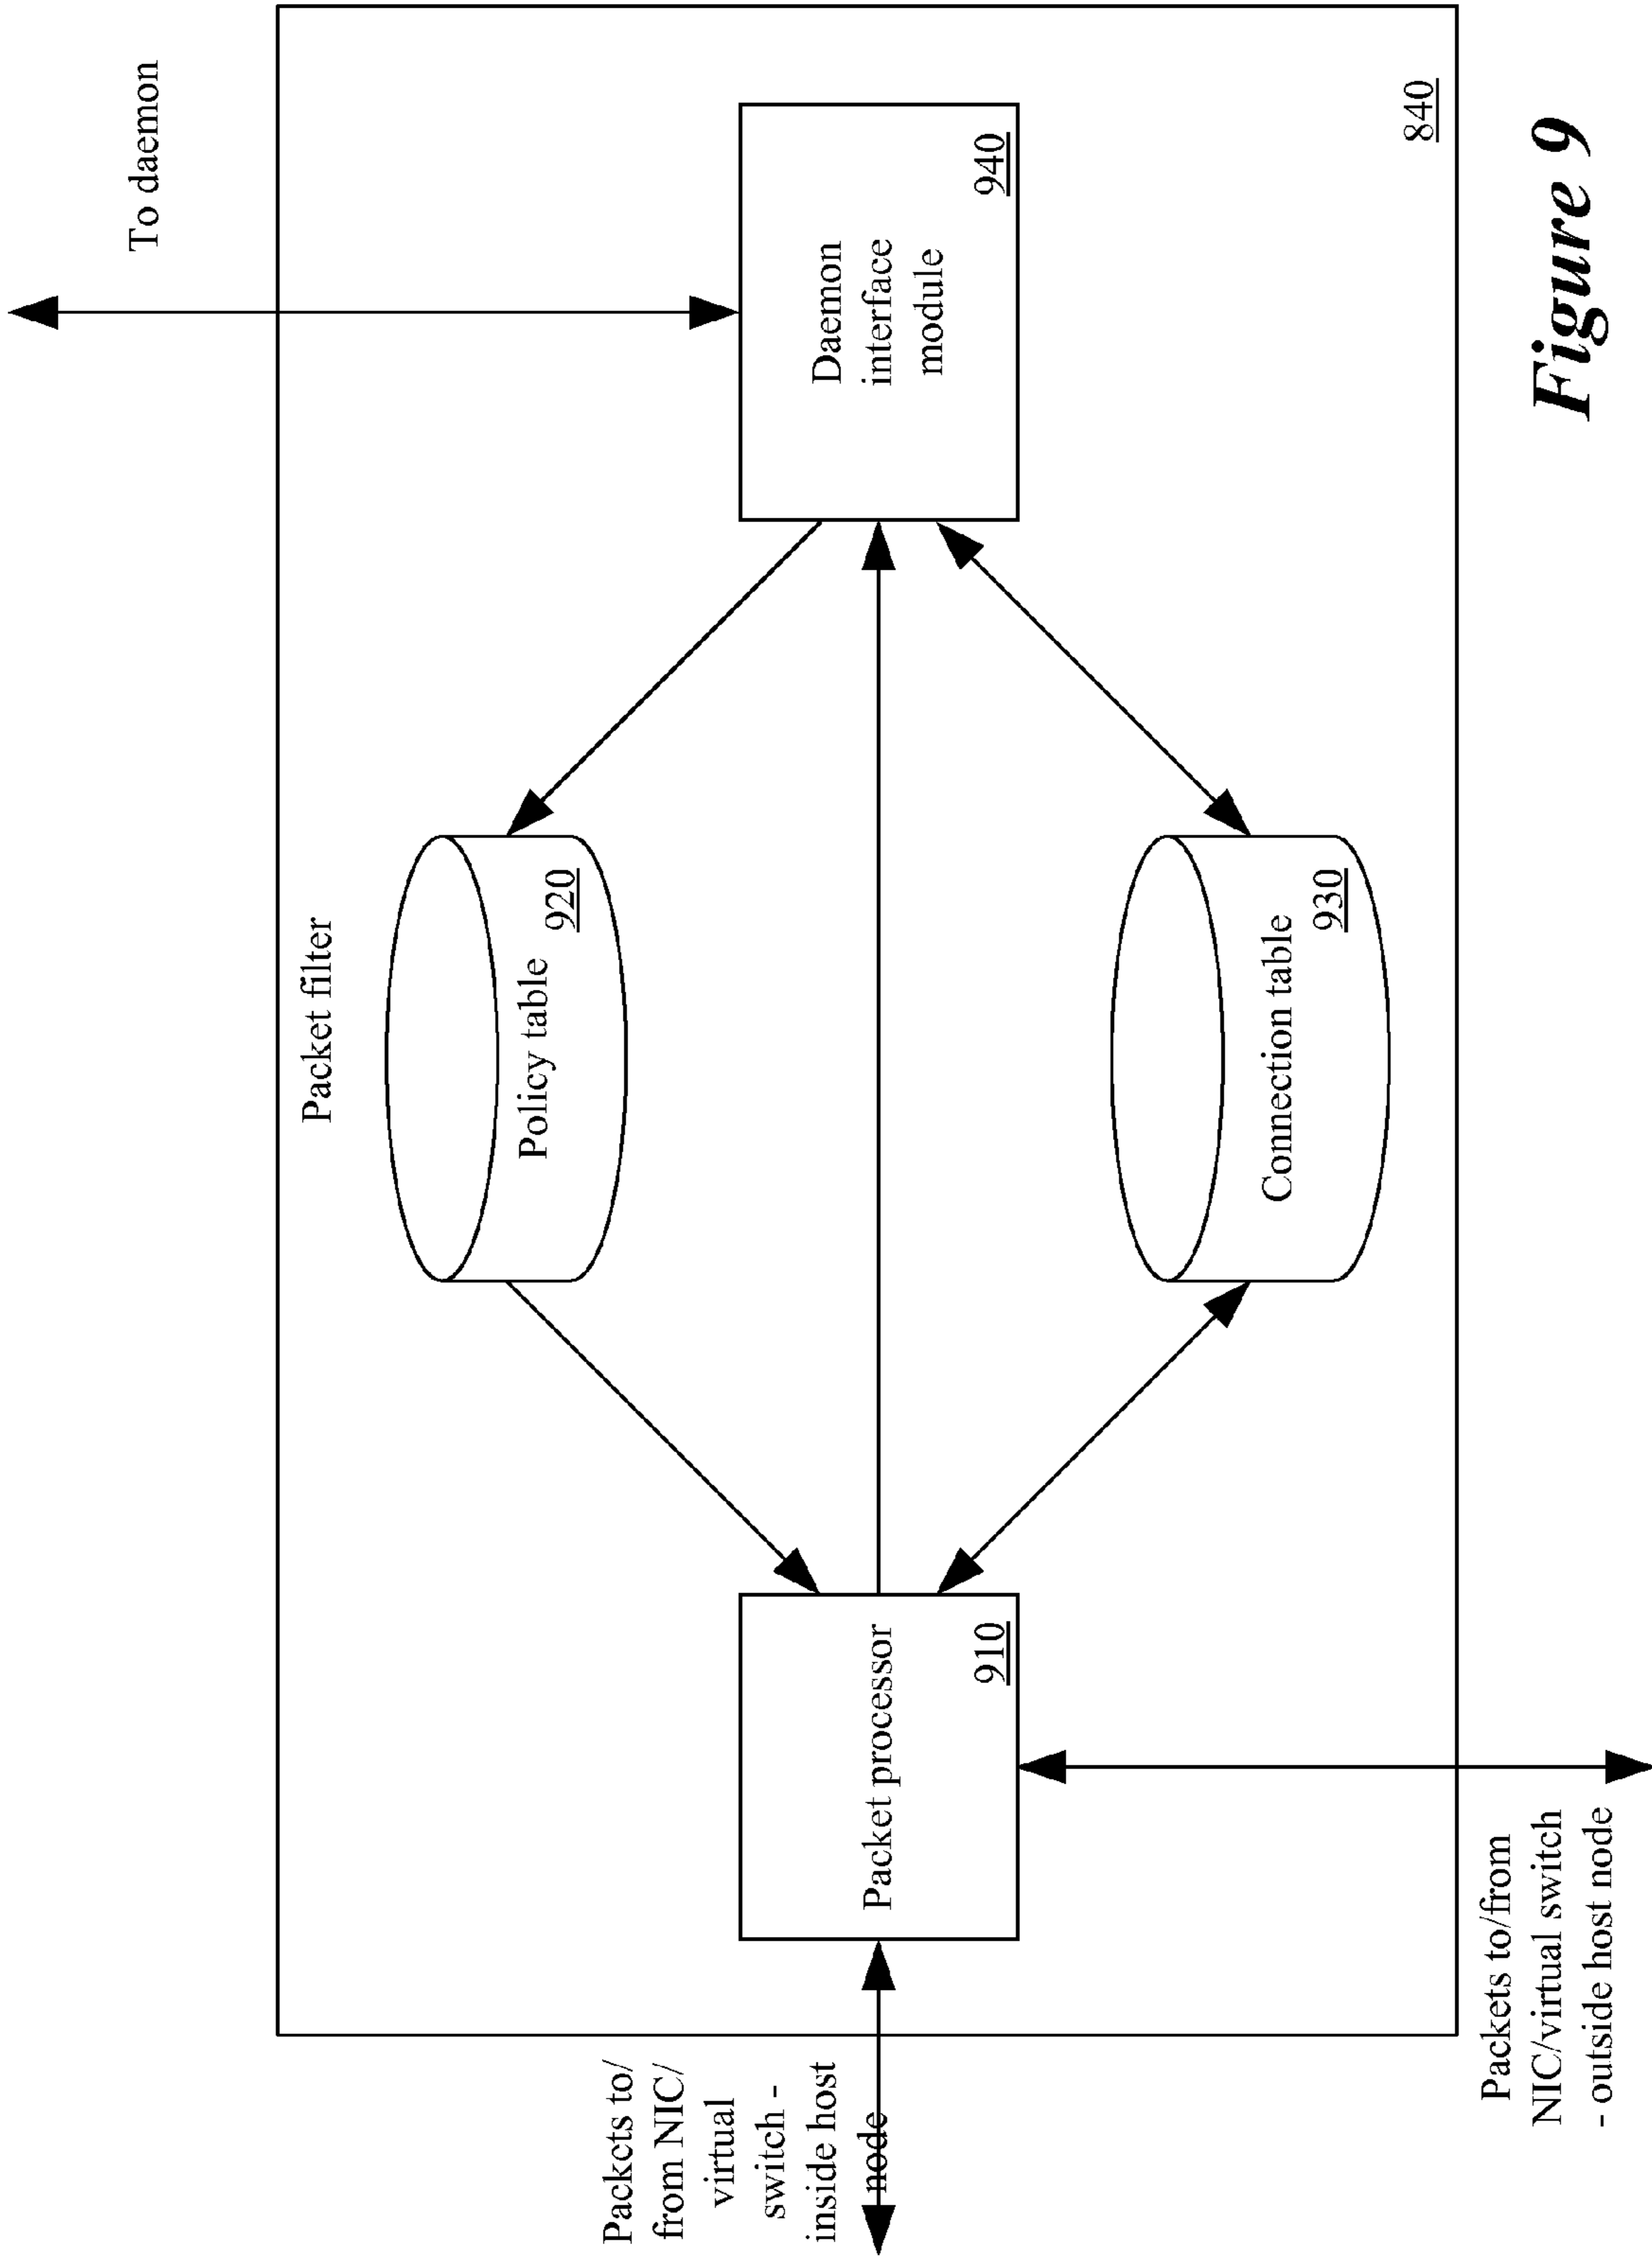 To daemon
Packet filter
Policy table
920
Daemon
interface
module
940
Packets to/
from NIC/
virtual
switch -
inside host
node
Packet processor
910
Connection table
930
840
Packets to/from
NIC/virtual switch
- outside host node
Figure 9